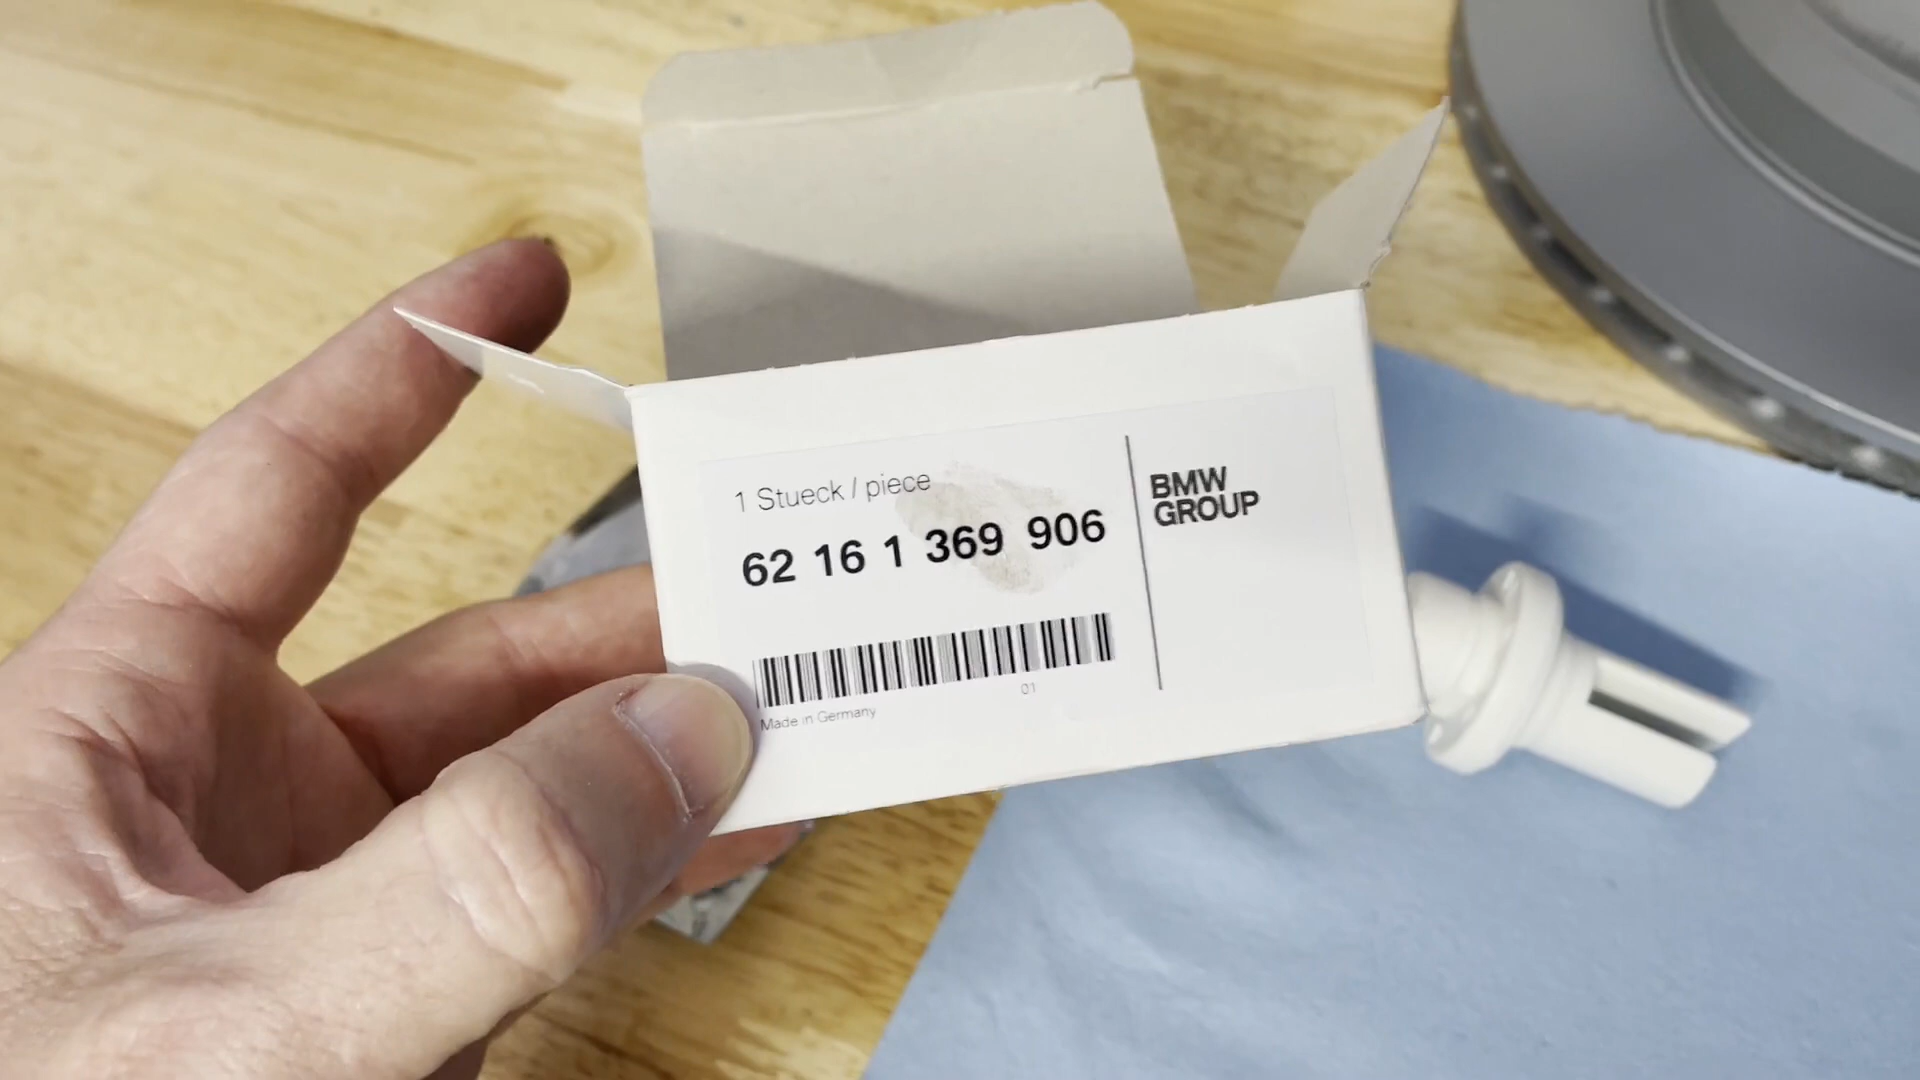 1 Stueck / piece
62 16 1 369 906
01
Made in Germany
BMW
GROUP